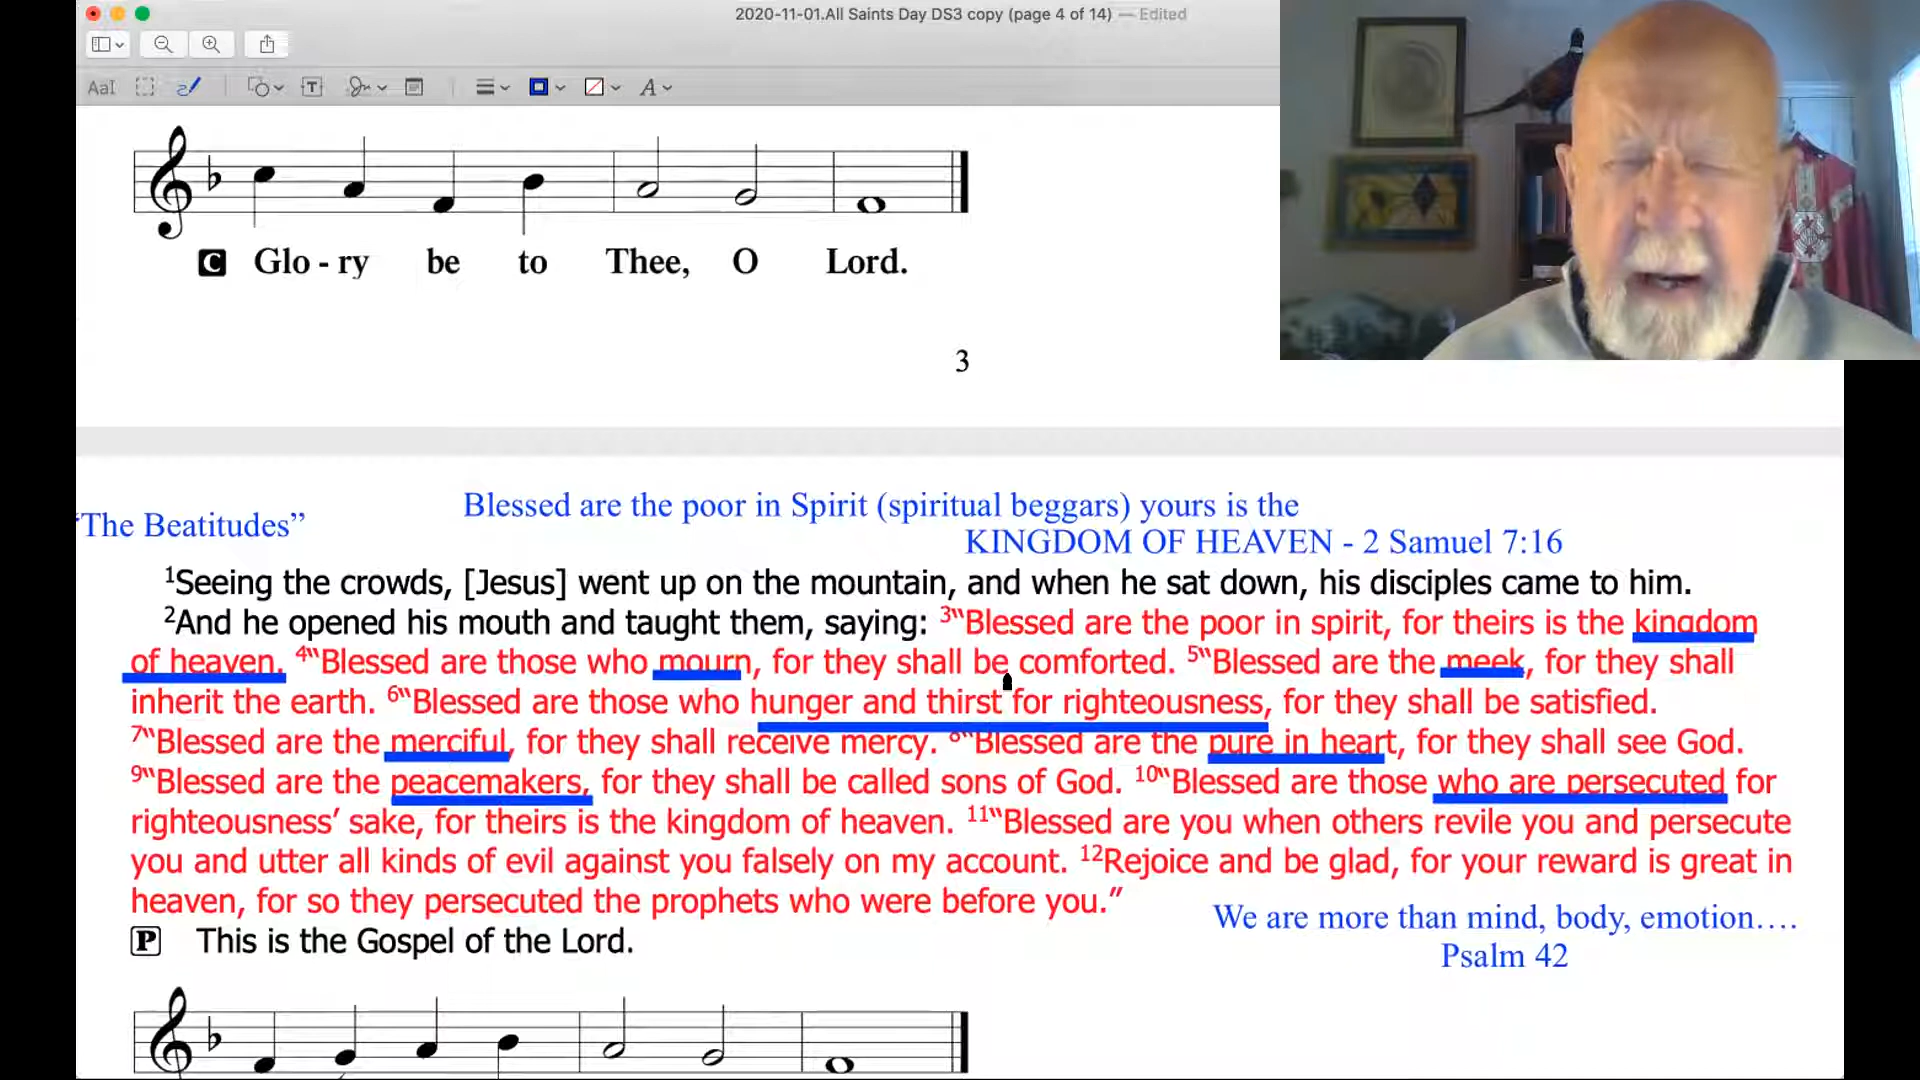 2020-11-01.All Saints Day DS3 copy (page 4 of 14) — Edited
AaI T A
C Glo - ry be to Thee, O Lord.
3
Blessed are the poor in Spirit (spiritual beggars) yours is the
"The Beatitudes”
KINGDOM OF HEAVEN - 2 Samuel 7:16
1Seeing the crowds, [Jesus] went up on the mountain, and when he sat down, his disciples came to him.
2And he opened his mouth and taught them, saying: 3“Blessed are the poor in spirit, for theirs is the kingdom
of heaven. 4“Blessed are those who mourn, for they shall be comforted. 5“Blessed are the meek, for they shall
inherit the earth. 6“Blessed are those who hunger and thirst for righteousness, for they shall be satisfied.
7“Blessed are the merciful, for they shall receive mercy. 8“Blessed are the pure in heart, for they shall see God.
9“Blessed are the peacemakers, for they shall be called sons of God. 10“Blessed are those who are persecuted for
righteousness’ sake, for theirs is the kingdom of heaven. 11“Blessed are you when others revile you and persecute
you and utter all kinds of evil against you falsely on my account. 12Rejoice and be glad, for your reward is great in
heaven, for so they persecuted the prophets who were before you.”
We are more than mind, body, emotion….
P This is the Gospel of the Lord.
Psalm 42